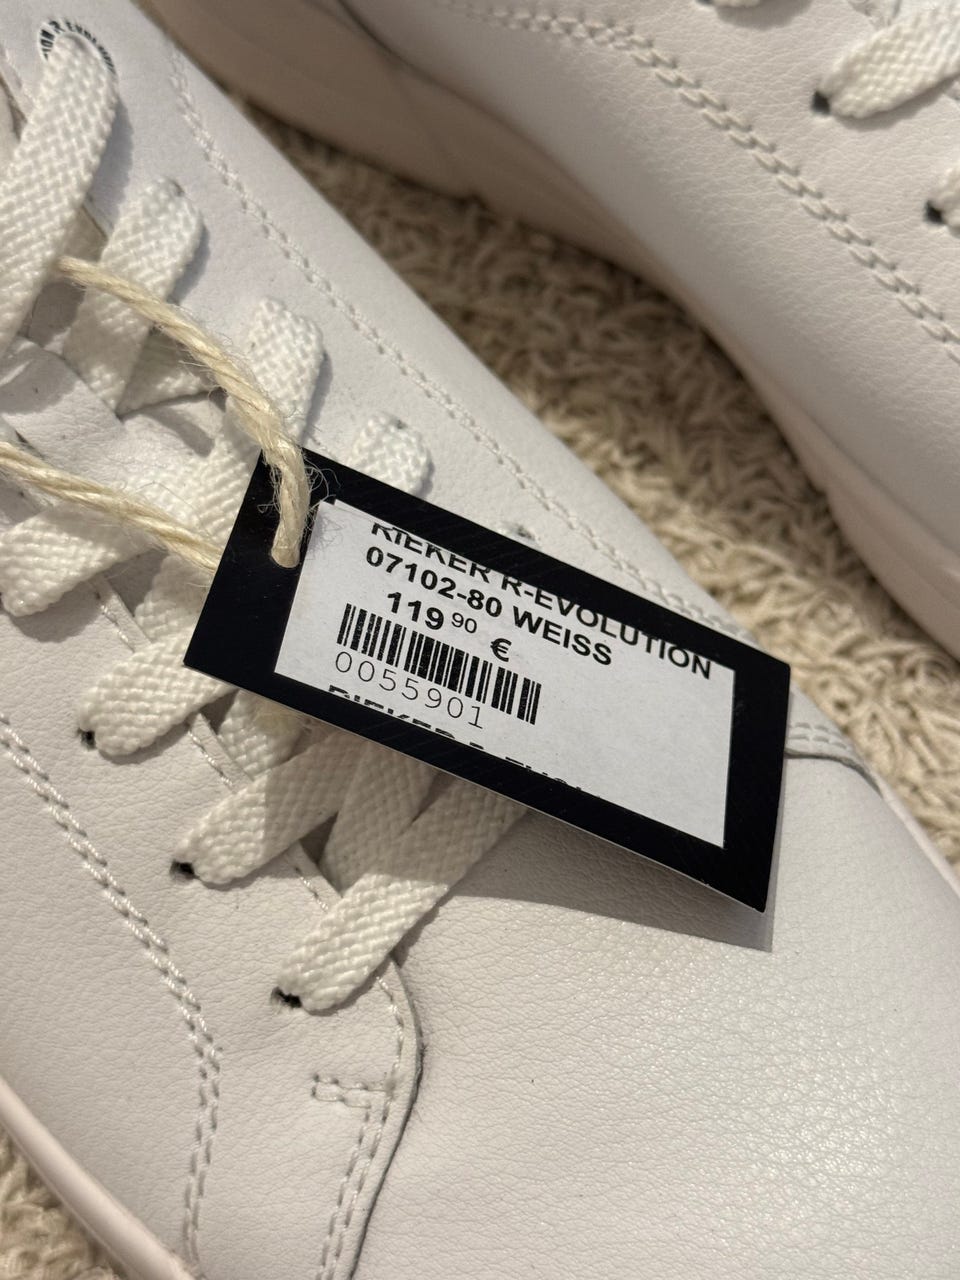 RIEKER R-EVOLUTION
07102-80 WEISS
119 90 €
0055901